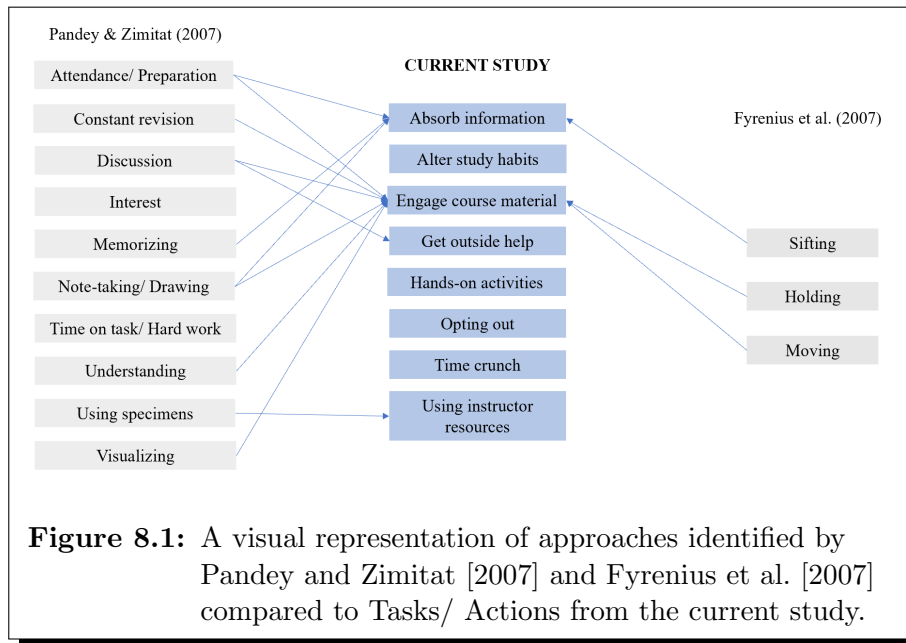 Pandey & Zimitat (2007)
Attendance/ Preparation
Constant revision
Discussion
Interest
Memorizing
Note-taking/ Drawing
Time on task/ Hard work
Understanding
Using specimens
Visualizing
CURRENT STUDY
Absorb information
Alter study habits
Engage course material
Get outside help
Hands-on activities
Opting out
Time crunch
Using instructor
resources
Fyrenius et al. (2007)
Sifting
Holding
Moving
Figure 8.1: A visual representation of approaches identified by
Pandey and Zimitat [2007] and Fyrenius et al. [2007]
compared to Tasks/ Actions from the current study.